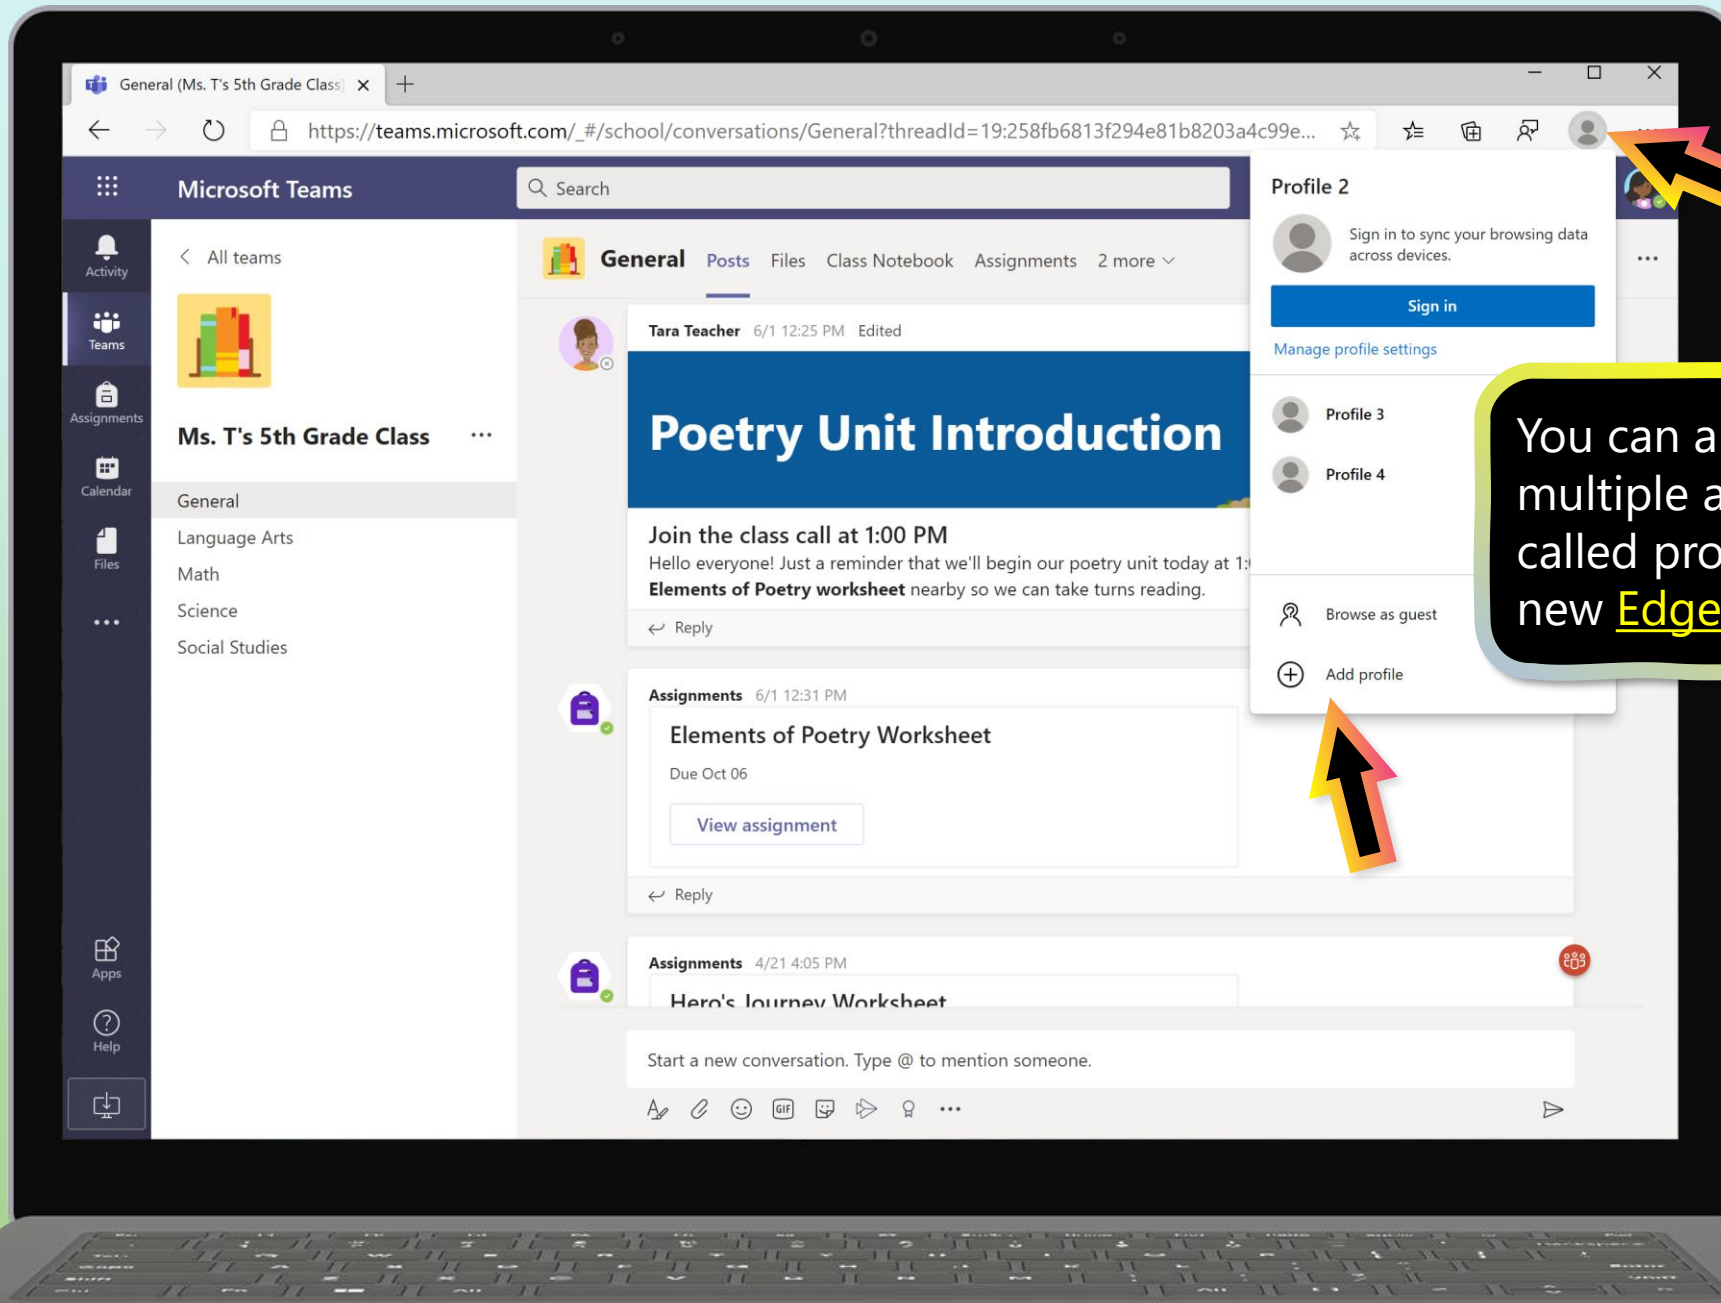 General (Ms. T's 5th Grade Class)
https://teams.microsoft.com/_#/school/conversations/General?threadId=19:258fb6813f294e81b8203a4c99e...
Microsoft Teams
Search
Profile 2
Sign in to sync your browsing data
across devices.
Sign in
Manage profile settings
Profile 3
Profile 4
Browse as guest
Add profile
You can a
multiple a
called pro
new Edge
Activity
Teams
Assignments
Calendar
Files
Apps
Help
All teams
Ms. T's 5th Grade Class
General
Language Arts
Math
Science
Social Studies
General Posts Files Class Notebook Assignments 2 more
Tara Teacher 6/1 12:25 PM Edited
Poetry Unit Introduction
Join the class call at 1:00 PM
Hello everyone! Just a reminder that we'll begin our poetry unit today at 1:
Elements of Poetry worksheet nearby so we can take turns reading.
Reply
Assignments 6/1 12:31 PM
Elements of Poetry Worksheet
Due Oct 06
View assignment
Reply
Assignments 4/21 4:05 PM
Hero's Journey Worksheet
Start a new conversation. Type @ to mention someone.
GIF